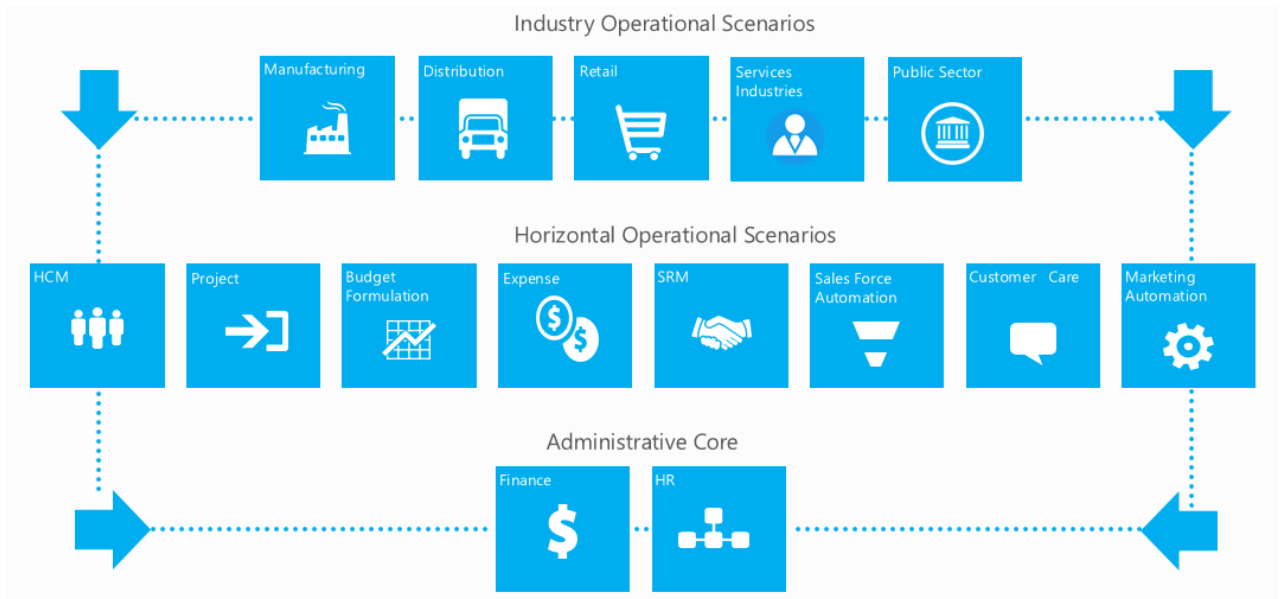 Industry Operational Scenarios
Manufacturing
Distribution
Retail
Services
Industries
Public Sector
Horizontal Operational Scenarios
HCM
Project
Budget
Formulation
Expense
$
$
SRM
Sales Force
Automation
Customer Care
Marketing
Automation
Administrative Core
Finance
$
HR